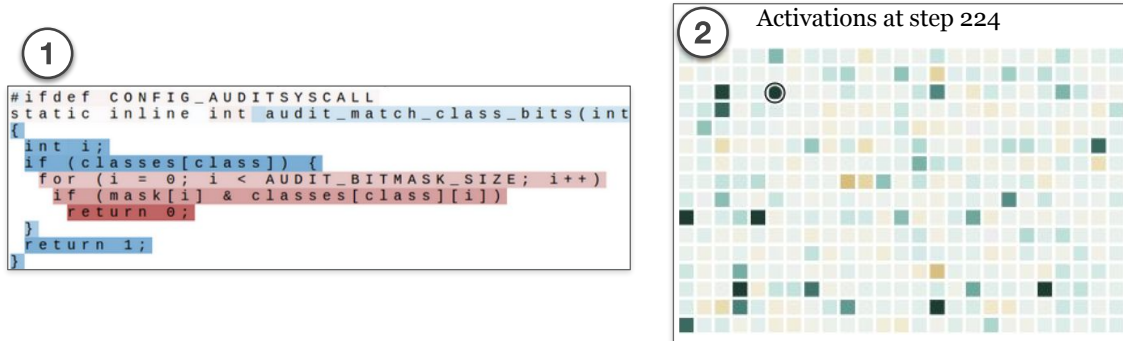 1
#ifdef CONFIG_AUDITSYSCALL
static inline int audit_match_class_bits(int
{
int i;
if (classes[class]) {
for (i = 0; i < AUDIT_BITMASK_SIZE; i++)
if (mask[i] & classes[class][i])
return 0;
}
return 1;
}
2
Activations at step 224